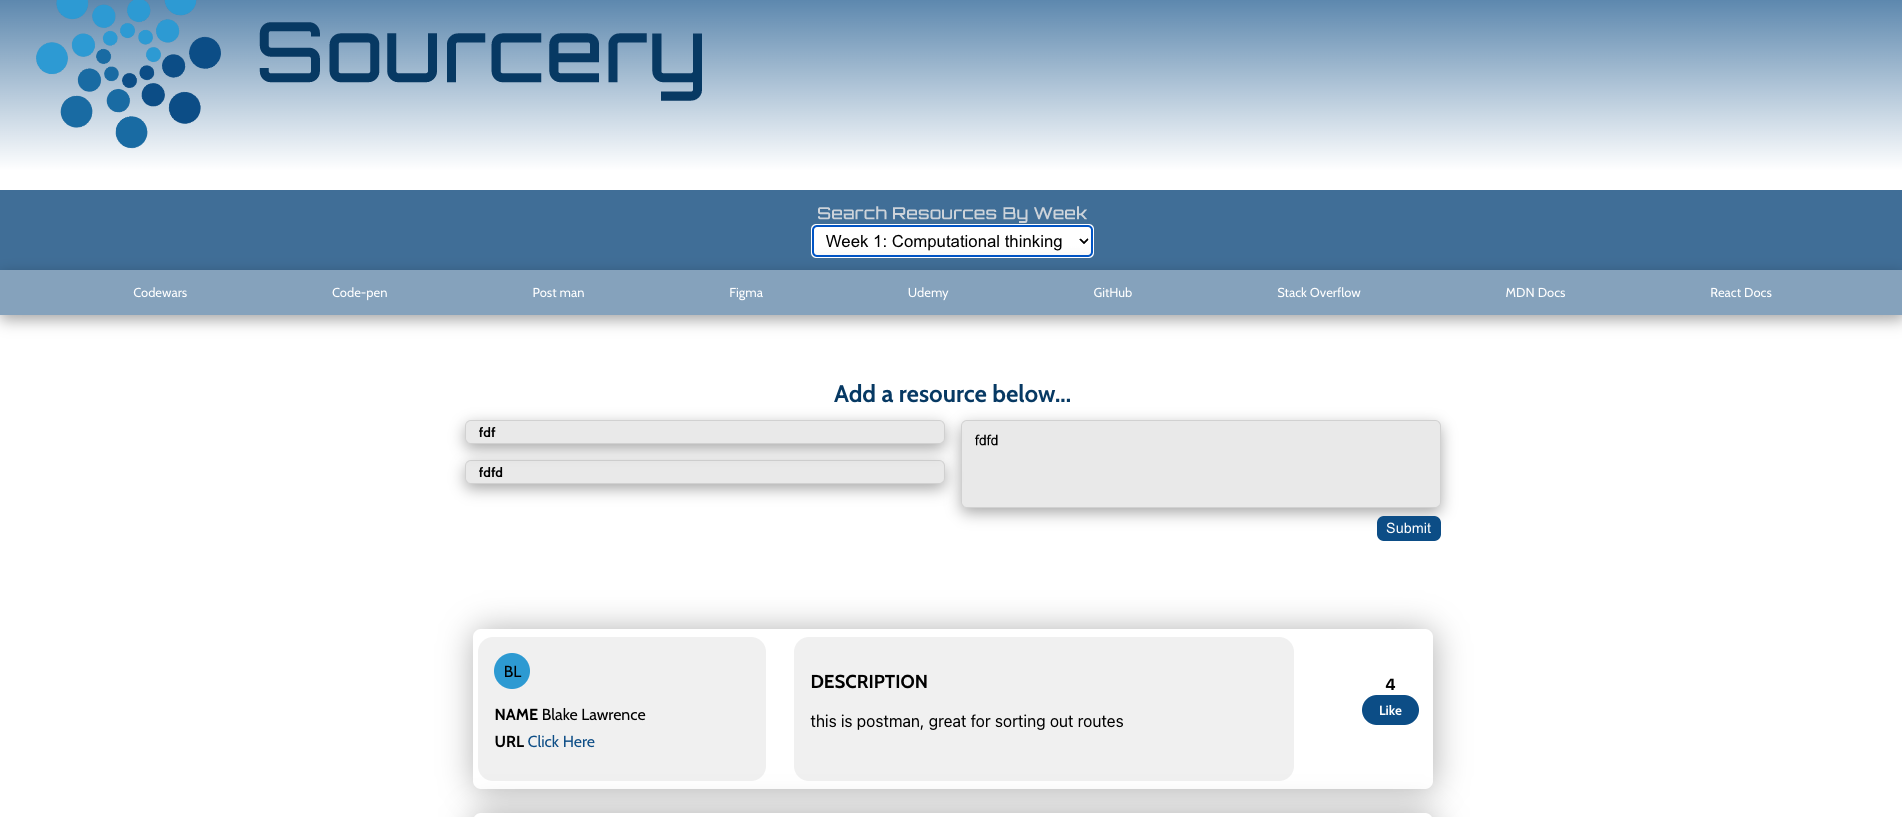 Sourcery
Search Resources By Week
Week 1: Computational thinking
Codewars
Code-pen
Post man
Figma
Udemy
GitHub
Stack Overflow
MDN Docs
React Docs
Add a resource below...
fdf
fdfd
fdfd
Submit
BL
NAME Blake Lawrence
URL Click Here
DESCRIPTION
this is postman, great for sorting out routes
4
Like